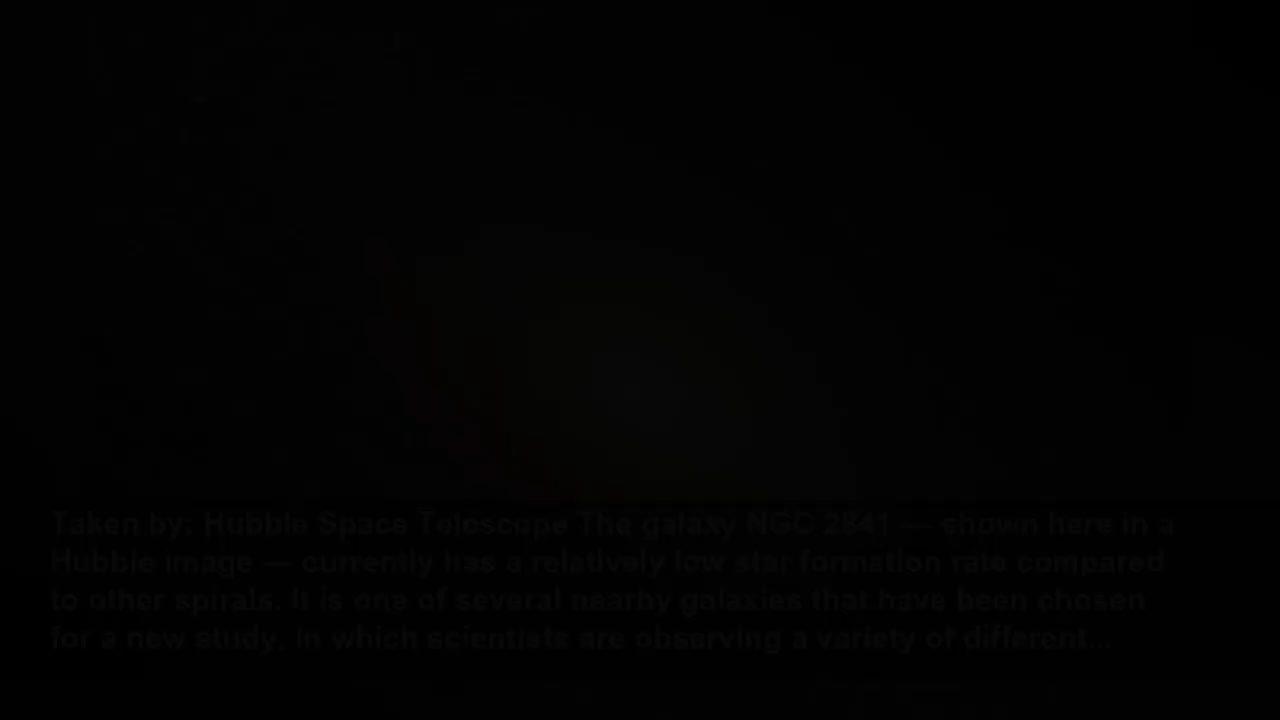 Taken by: Hubble Space Telescope The galaxy NGC 2841 — shown here in a
Hubble image — currently has a relatively low star formation rate compared
to other spirals. It is one of several nearby galaxies that have been chosen
for a new study, in which scientists are observing a variety of different...